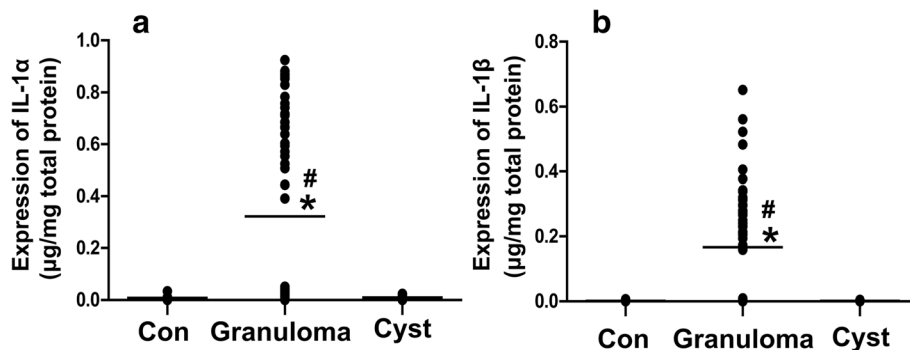 a
Expression of IL-1α
(μg/mg total protein)
1.0
0.8
0.6
0.4
0.2
0.0
#
*
Con Granuloma Cyst
b
Expression of IL-1β
(μg/mg total protein)
0.8
0.6
0.4
0.2
0.0
#
*
Con Granuloma Cyst